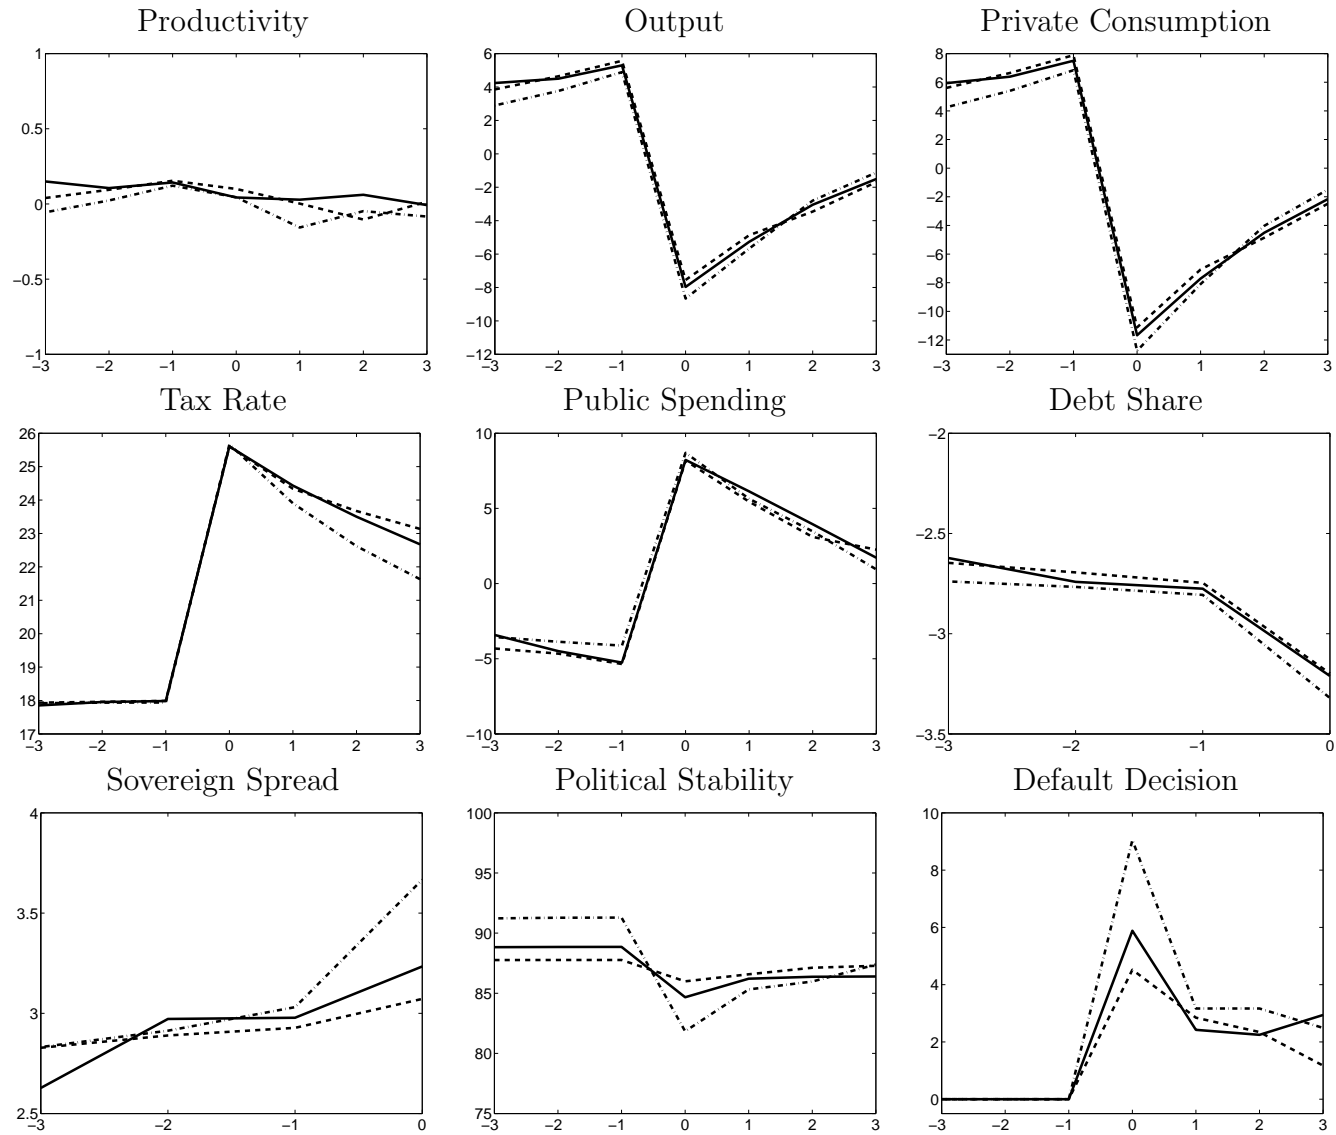 Productivity Output Private Consumption
1 6 8
4 6
0.5 2 4
0 2
0 −2 0
−4 −2
−0.5 −6 −4
−8 −6
−10 −8
−1 −12 −10
−12
−3 −2 −1 0 1 2 3 −3 −2 −1 0 1 2 3 −3 −2 −1 0 1 2 3
Tax Rate Public Spending Debt Share
26 10 −2
25
24 5 −2.5
23
22 0
21 −3
20 −5
19
18
17 −10 −3.5
−3 −2 −1 0 1 2 3 −3 −2 −1 0 1 2 3 −3 −2 −1 0
Sovereign Spread Political Stability Default Decision
4 100 10
95 8
3.5 90 6
3 85 4
80 2
2.5 75 0
−3 −2 −1 0 −3 −2 −1 0 1 2 3 −3 −2 −1 0 1 2 3